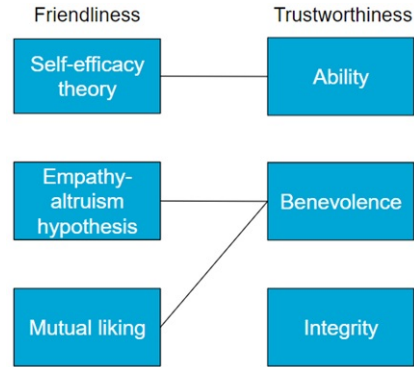 Friendliness
Trustworthiness
Self-efficacy
theory
Ability
Empathy-
altruism
hypothesis
Benevolence
Mutual liking
Integrity